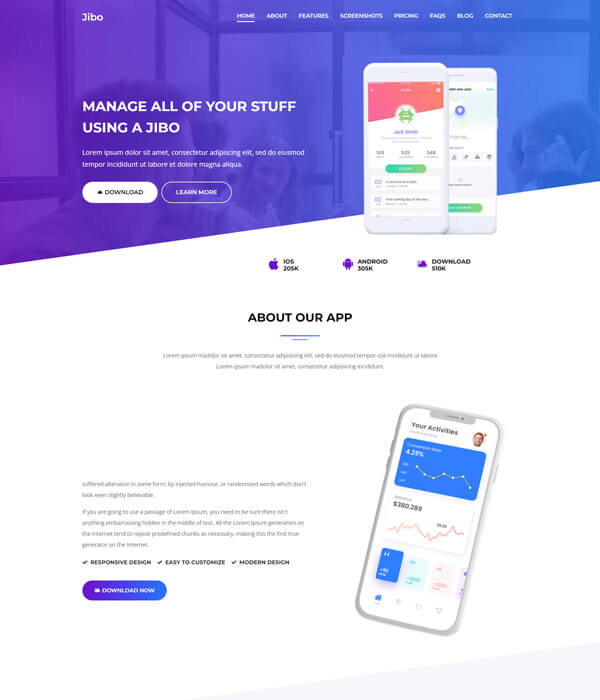 Jibo
HOME ABOUT FEATURES SCREENSHOTS PRICING FAQS BLOG CONTACT
MANAGE ALL OF YOUR STUFF
USING A JIBO
Lorem ipsum dolor sit amet, consectetur adipiscing elit, sed do eiusmod
tempor incididunt ut labore et dolore magna aliqua.
DOWNLOAD LEARN MORE
Profile
Jack Smith
IOS
205K
ANDROID
305K
DOWNLOAD
510K
ABOUT OUR APP
Lorem ipsum madolor sit amet, consectetur adipisicing elit, sed do eiusmod tempor coli incididunt ut labore
Lorem ipsum madolor sit amet, consectetur adipisicing incididunt.
suffered alteration in some form, by injected humour, or randomised words which don't
look even slightly believable.
If you are going to use a passage of Lorem Ipsum, you need to be sure there isn't
anything embarrassing hidden in the middle of text. All the Lorem Ipsum generators on
the Internet tend to repeat predefined chunks as necessary, making this the first true
generator on the Internet.
RESPONSIVE DESIGN EASY TO CUSTOMIZE MODERN DESIGN
DOWNLOAD NOW
Your Activities
Conversion Rate
4.29%
Balance
$380.289